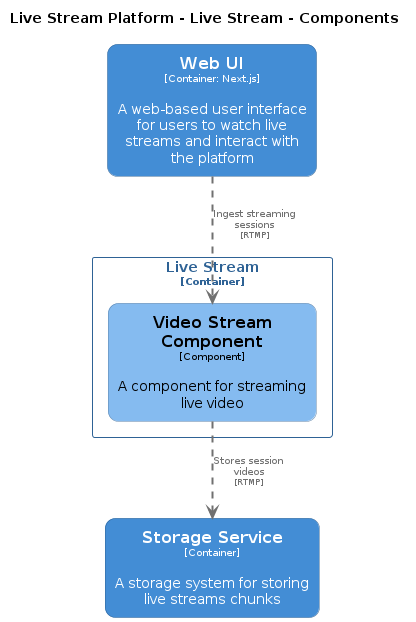 Live Stream Platform - Live Stream - Components
Web UI
[Container: Next.js]
A web-based user interface
for users to watch live
streams and interact with
the platform
Ingest streaming
sessions
[RTMP]
Live Stream
[Container]
Video Stream
Component
[Component]
A component for streaming
live video
Stores session
videos
[RTMP]
Storage Service
[Container]
A storage system for storing
live streams chunks